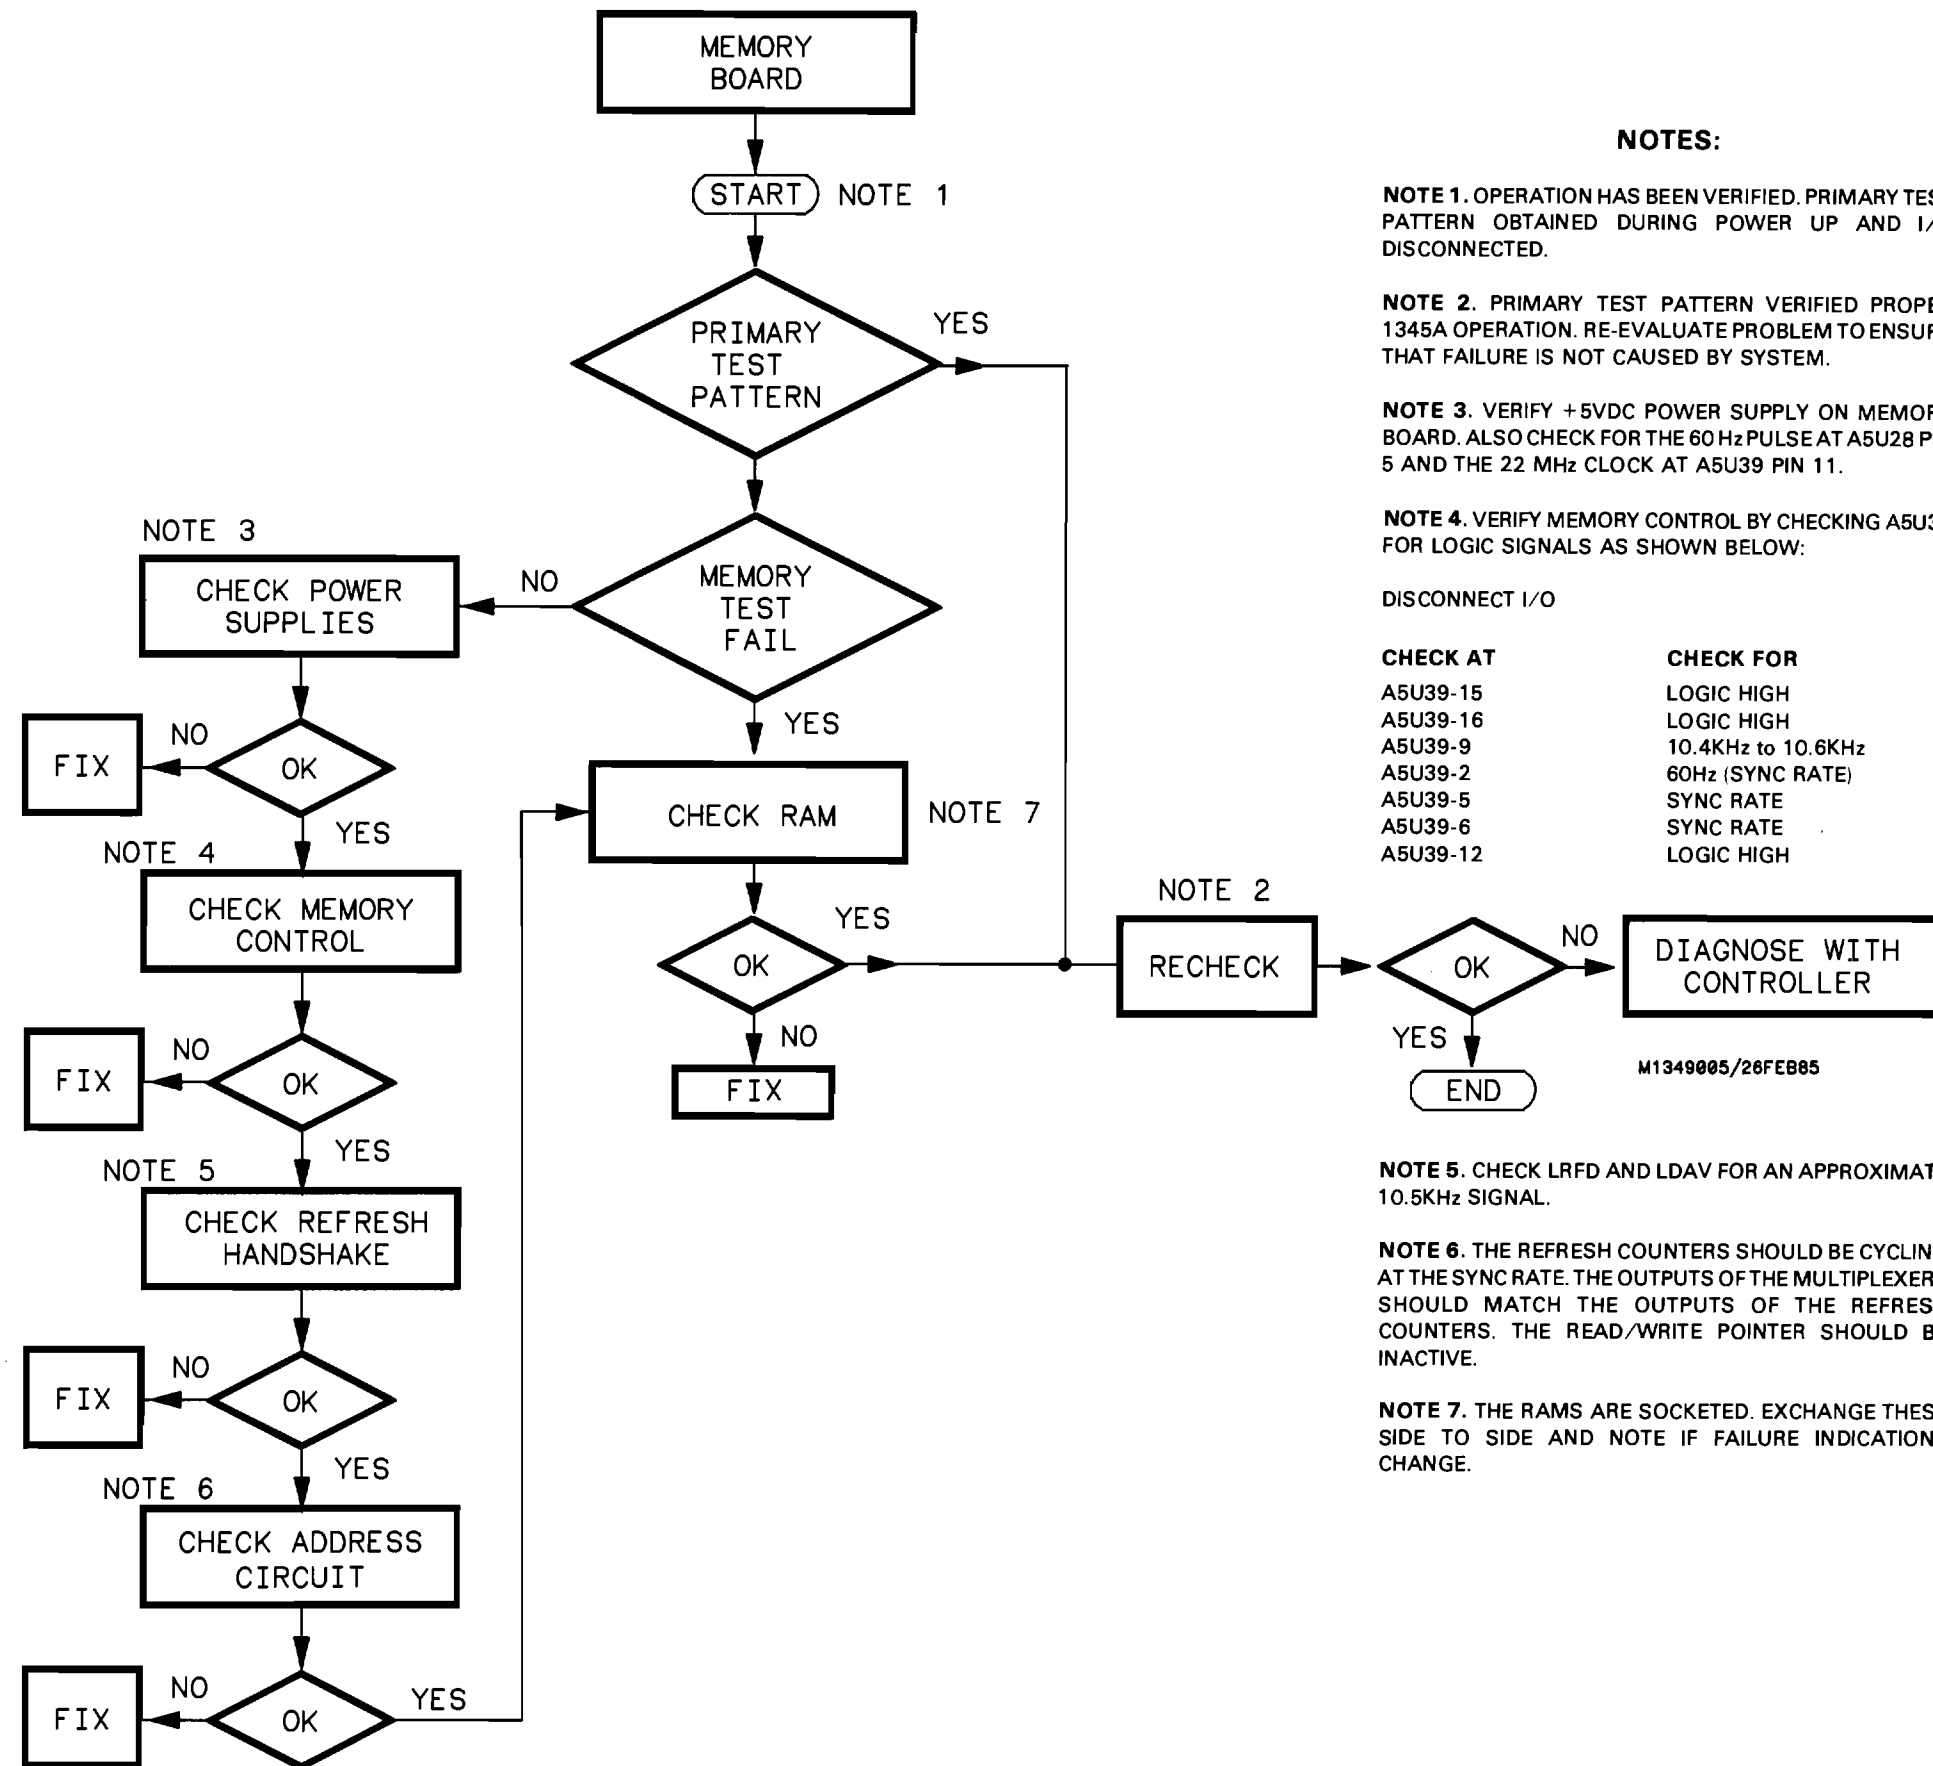 MEMORY
BOARD
START
NOTE 1
PRIMARY
TEST
PATTERN
YES
MEMORY
TEST
FAIL
NO
YES
NOTE 3
CHECK POWER
SUPPLIES
OK
NO
FIX
YES
NOTE 4
CHECK MEMORY
CONTROL
OK
NO
FIX
YES
NOTE 5
CHECK REFRESH
HANDSHAKE
OK
NO
FIX
YES
NOTE 6
CHECK ADDRESS
CIRCUIT
OK
NO
FIX
YES
CHECK RAM
NOTE 7
OK
YES
NO
FIX
NOTE 2
RECHECK
OK
NO
DIAGNOSE WITH
CONTROLLER
YES
END
M1349005/26FEB85
NOTES:
NOTE 1. OPERATION HAS BEEN VERIFIED. PRIMARY TES
PATTERN OBTAINED DURING POWER UP AND I/
DISCONNECTED.
NOTE 2. PRIMARY TEST PATTERN VERIFIED PROPE
1345A OPERATION. RE-EVALUATE PROBLEM TO ENSUR
THAT FAILURE IS NOT CAUSED BY SYSTEM.
NOTE 3. VERIFY +5VDC POWER SUPPLY ON MEMOR
BOARD. ALSO CHECK FOR THE 60 Hz PULSE AT A5U28 P
5 AND THE 22 MHz CLOCK AT A5U39 PIN 11.
NOTE 4. VERIFY MEMORY CONTROL BY CHECKING A5U3
FOR LOGIC SIGNALS AS SHOWN BELOW:
DISCONNECT I/O
CHECK AT CHECK FOR
A5U39-15 LOGIC HIGH
A5U39-16 LOGIC HIGH
A5U39-9 10.4KHz to 10.6KHz
A5U39-2 60Hz (SYNC RATE)
A5U39-5 SYNC RATE
A5U39-6 SYNC RATE
A5U39-12 LOGIC HIGH
NOTE 5. CHECK LRFD AND LDAV FOR AN APPROXIMAT
10.5KHz SIGNAL.
NOTE 6. THE REFRESH COUNTERS SHOULD BE CYCLIN
AT THE SYNC RATE. THE OUTPUTS OF THE MULTIPLEXER
SHOULD MATCH THE OUTPUTS OF THE REFRES
COUNTERS. THE READ/WRITE POINTER SHOULD B
INACTIVE.
NOTE 7. THE RAMS ARE SOCKETED. EXCHANGE THES
SIDE TO SIDE AND NOTE IF FAILURE INDICATION
CHANGE.